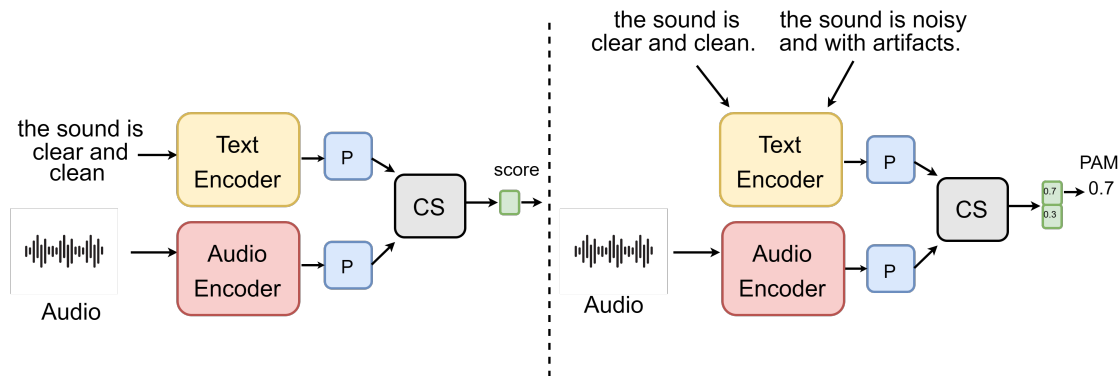 the sound is
clear and
clean
Text
Encoder
P
Audio
Audio
Encoder
P
CS
score
the sound is
clear and clean.
the sound is noisy
and with artifacts.
Text
Encoder
P
Audio
Audio
Encoder
P
CS
0.7
0.3
PAM
0.7